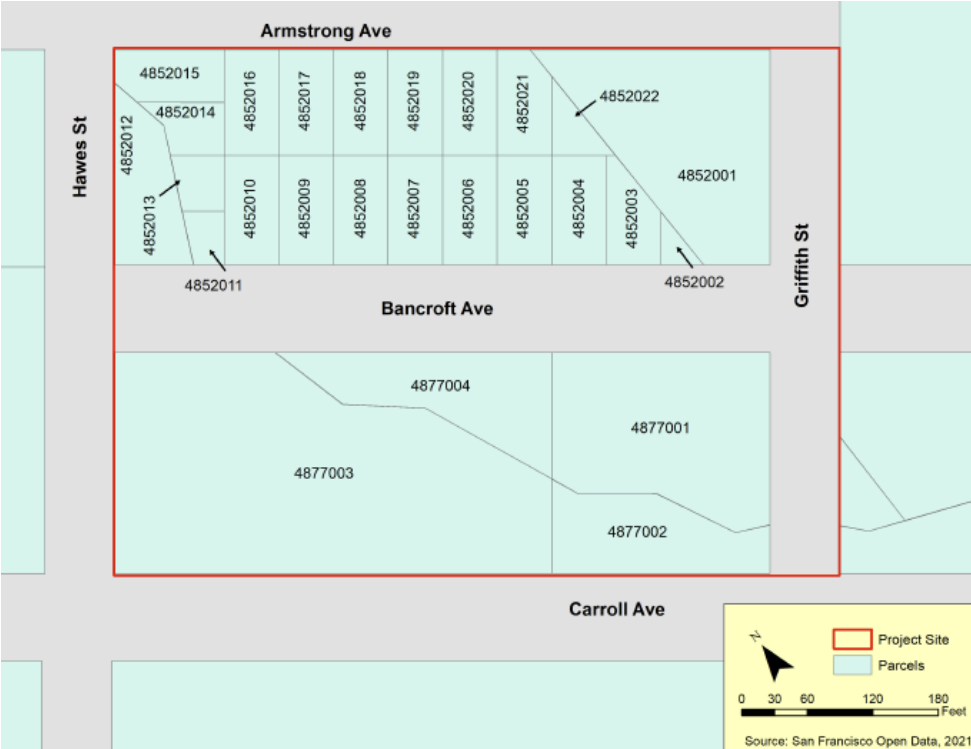 Armstrong Ave
Hawes St
4852015
4852014
4852012
4852013
4852016
4852017
4852018
4852019
4852020
4852021
4852022
4852001
4852011
4852010
4852009
4852008
4852007
4852006
4852005
4852004
4852003
4852002
Griffith St
Bancroft Ave
4877004
4877001
4877003
4877002
Carroll Ave
N
Project Site
Parcels
0 30 60 120 180
Feet
Source: San Francisco Open Data, 2021